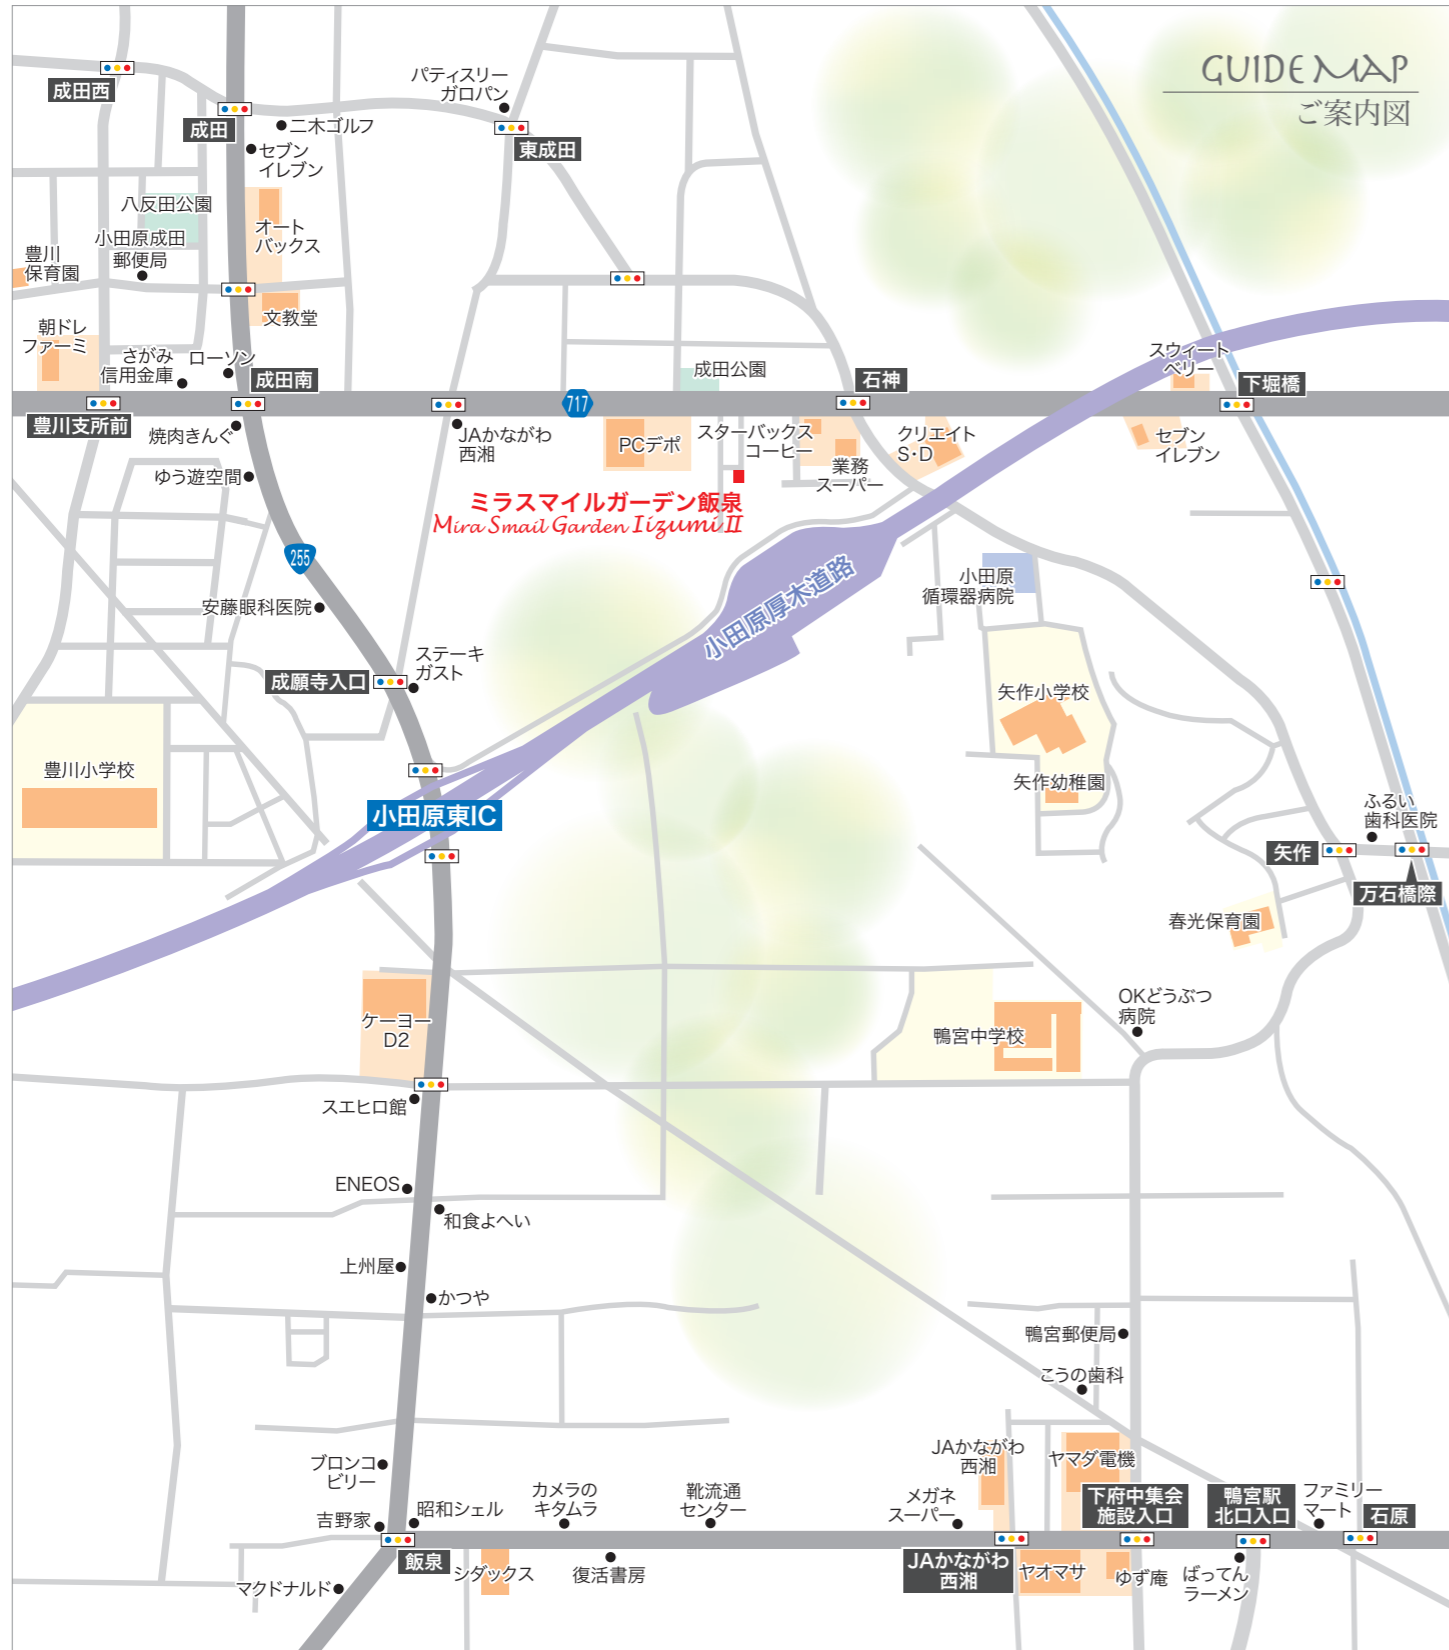 GUIDE MAP
ご案内図
成田西
成田
二木ゴルフ
セブン
イレブン
パティスリー
ガロパン
東成田
八反田公園
小田原成田
郵便局
オート
バックス
豊川
保育園
文教堂
朝ドレ
ファーミ
さがみ
信用金庫
ローソン
成田南
豊川支所前
焼肉きんぐ
ゆう遊空間
717
JAかながわ
西湘
PCデポ
成田公園
スターバックス
コーヒー
石神
業務
スーパー
クリエイト
S・D
スウィート
ベリー
下堀橋
セブン
イレブン
ミラスマイルガーデン飯泉
Mira Smail Garden Iizumi II
255
安藤眼科医院
小田原厚木道路
小田原
循環器病院
成願寺入口
ステーキ
ガスト
矢作小学校
矢作幼稚園
豊川小学校
小田原東IC
ふるい
歯科医院
矢作
万石橋際
春光保育園
ケーヨー
D2
OKどうぶつ
病院
鴨宮中学校
スエヒロ館
ENEOS
和食よへい
上州屋
かつや
鴨宮郵便局
こうの歯科
ブロンコ
ビリー
吉野家
昭和シェル
カメラの
キタムラ
靴流通
センター
メガネ
スーパー
JAかながわ
西湘
ヤマダ電機
下府中集会
施設入口
鴨宮駅
北口入口
ファミリー
マート
石原
飯泉
シダックス
復活書房
JAかながわ
西湘
ヤオマサ
ゆず庵
ばってん
ラーメン
マクドナルド